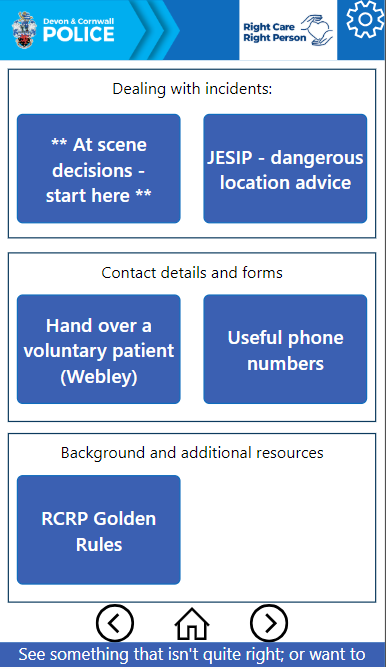 Devon & Cornwall
POLICE
Right Care
Right Person
Dealing with incidents:
** At scene
decisions -
start here **
JESIP - dangerous
location advice
Contact details and forms
Hand over a
voluntary patient
(Webley)
Useful phone
numbers
Background and additional resources
RCRP Golden
Rules
See something that isn't quite right; or want to